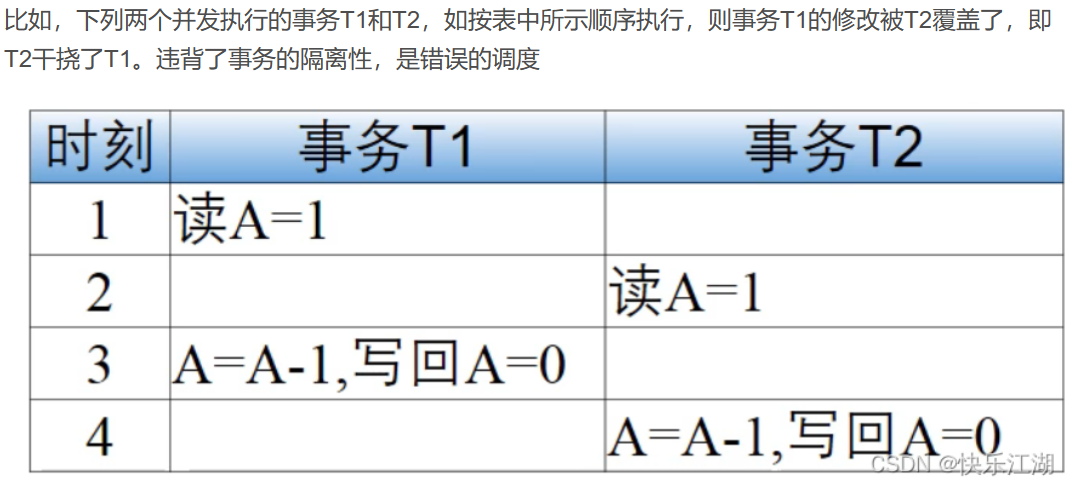 比如，下列两个并发执行的事务T1和T2，如按表中所示顺序执行，则事务T1的修改被T2覆盖了，即
T2干挠了T1。违背了事务的隔离性，是错误的调度
时刻 事务T1 事务T2
1 读A=1
2 读A=1
3 A=A-1,写回A=0
4 A=A-1,写回A=0
CSDN @快乐江湖